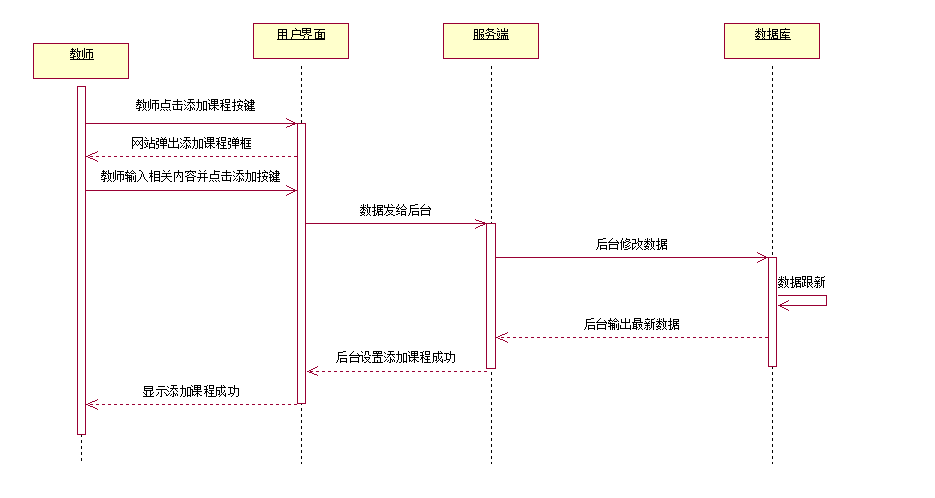 教师
用户界面
服务端
数据库
教师点击添加课程按键
网站弹出添加课程弹框
教师输入相关内容并点击添加按键
数据发给后台
后台修改数据
数据跟新
后台输出最新数据
后台设置添加课程成功
显示添加课程成功